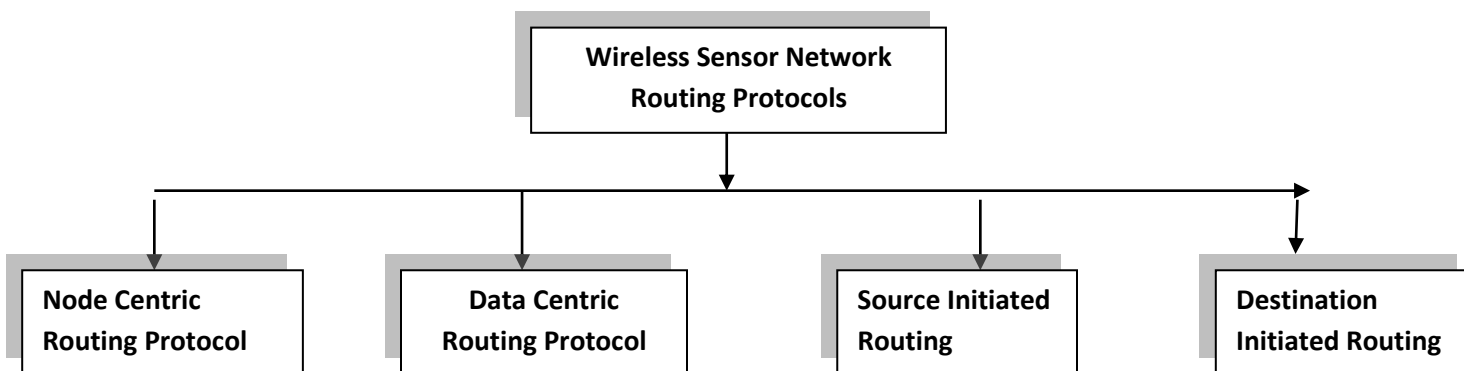 Wireless Sensor Network
Routing Protocols
Node Centric
Routing Protocol
Data Centric
Routing Protocol
Source Initiated
Routing
Destination
Initiated Routing